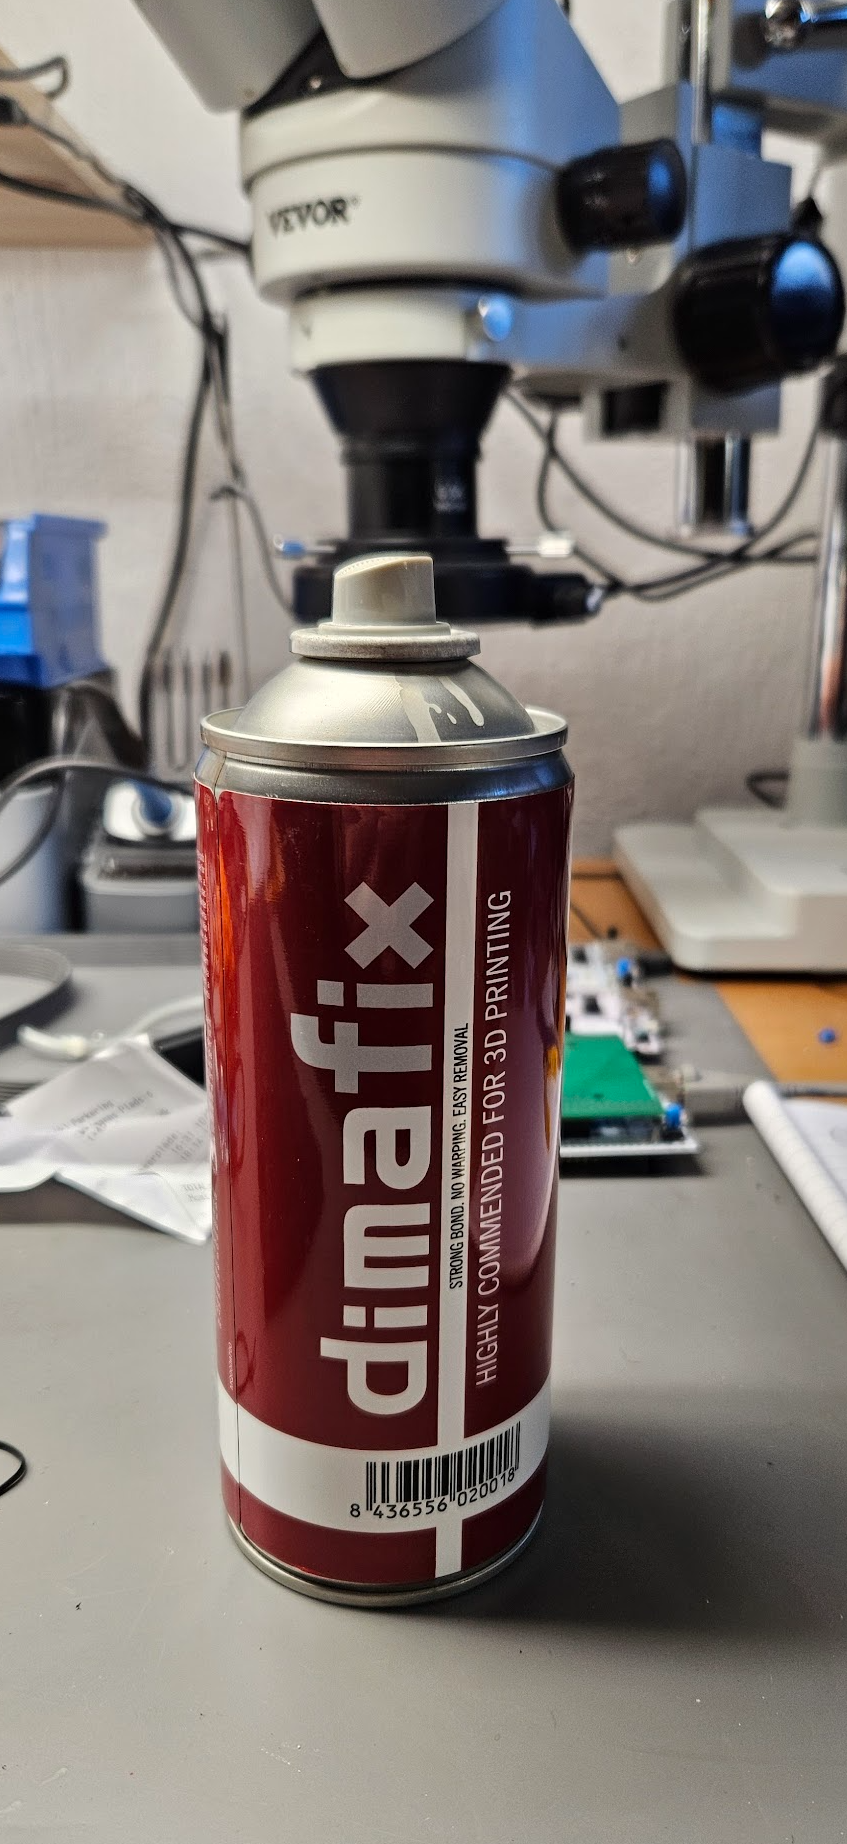 VEVOR
dimafix
STRONG BOND. NO WARPING. EASY REMOVAL
HIGHLY COMMENDED FOR 3D PRINTING
8 436556 020018